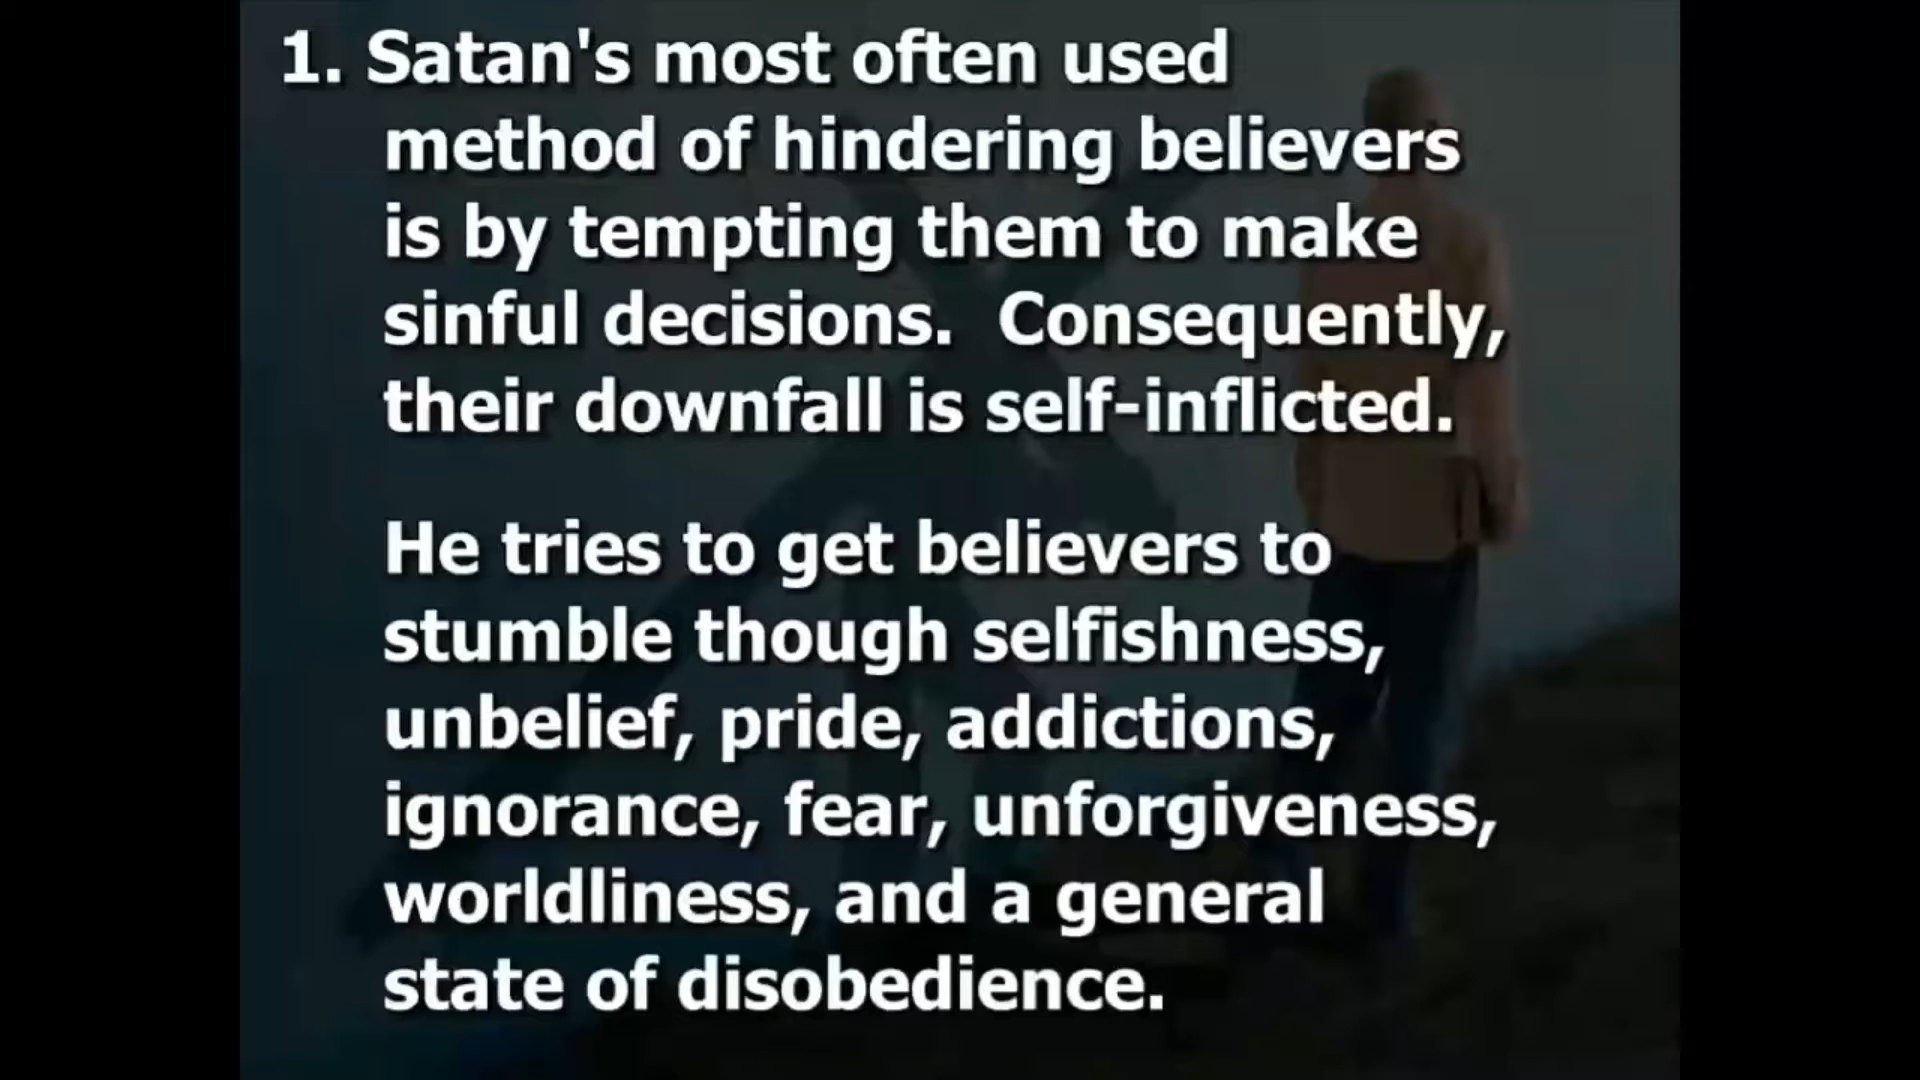 1. Satan's most often used
method of hindering believers
is by tempting them to make
sinful decisions.  Consequently,
their downfall is self-inflicted.
He tries to get believers to
stumble though selfishness,
unbelief, pride, addictions,
ignorance, fear, unforgiveness,
worldliness, and a general
state of disobedience.